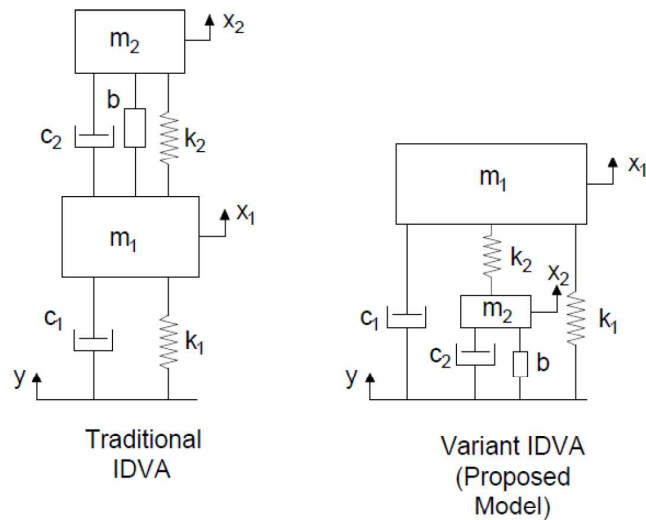 m2
x2
b
c2
k2
m1
x1
c1
k1
y
Traditional
IDVA
m1
x1
k2
x2
m2
c1
k1
c2
b
y
Variant IDVA
(Proposed
Model)